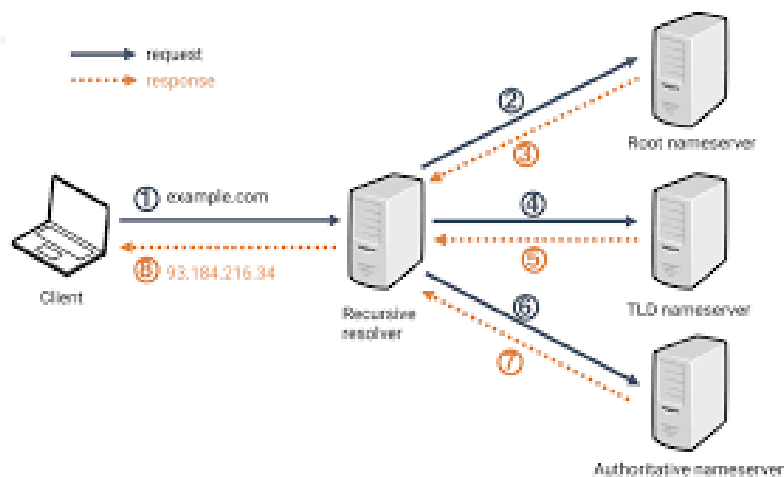 request
response
② 
Root nameserver
③
① example.com
④
⑧ 93.184.216.34
⑤
Client
Recursive
resolver
⑥
TLD nameserver
⑦
Authoritative nameserver